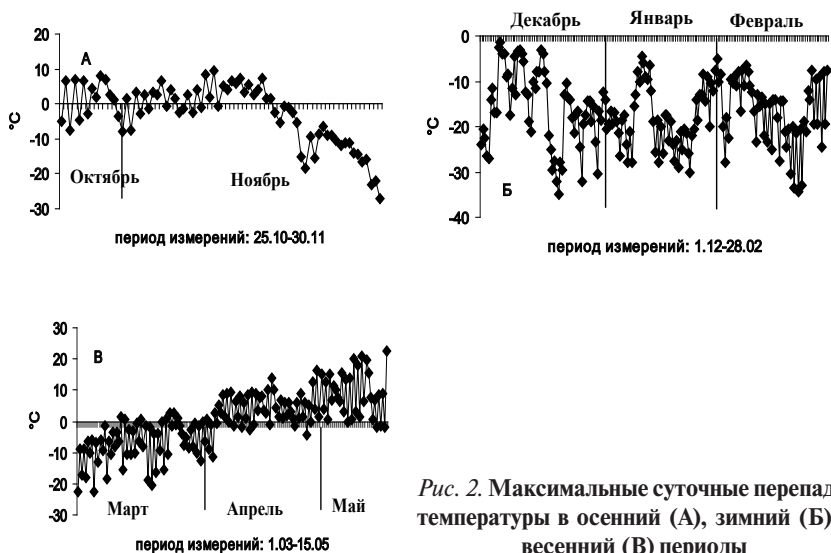 А
20
10
0
-10
-20
-30
°C
Октябрь Ноябрь
период измерений: 25.10-30.11
Декабрь Январь Февраль
0
-10
-20
-30
-40
°C
Б
период измерений: 1.12-28.02
В
30
20
10
0
-10
-20
-30
°C
Март Апрель Май
период измерений: 1.03-15.05
Рис. 2. Максимальные суточные перепад
температуры в осенний (А), зимний (Б)
весенний (В) периоды